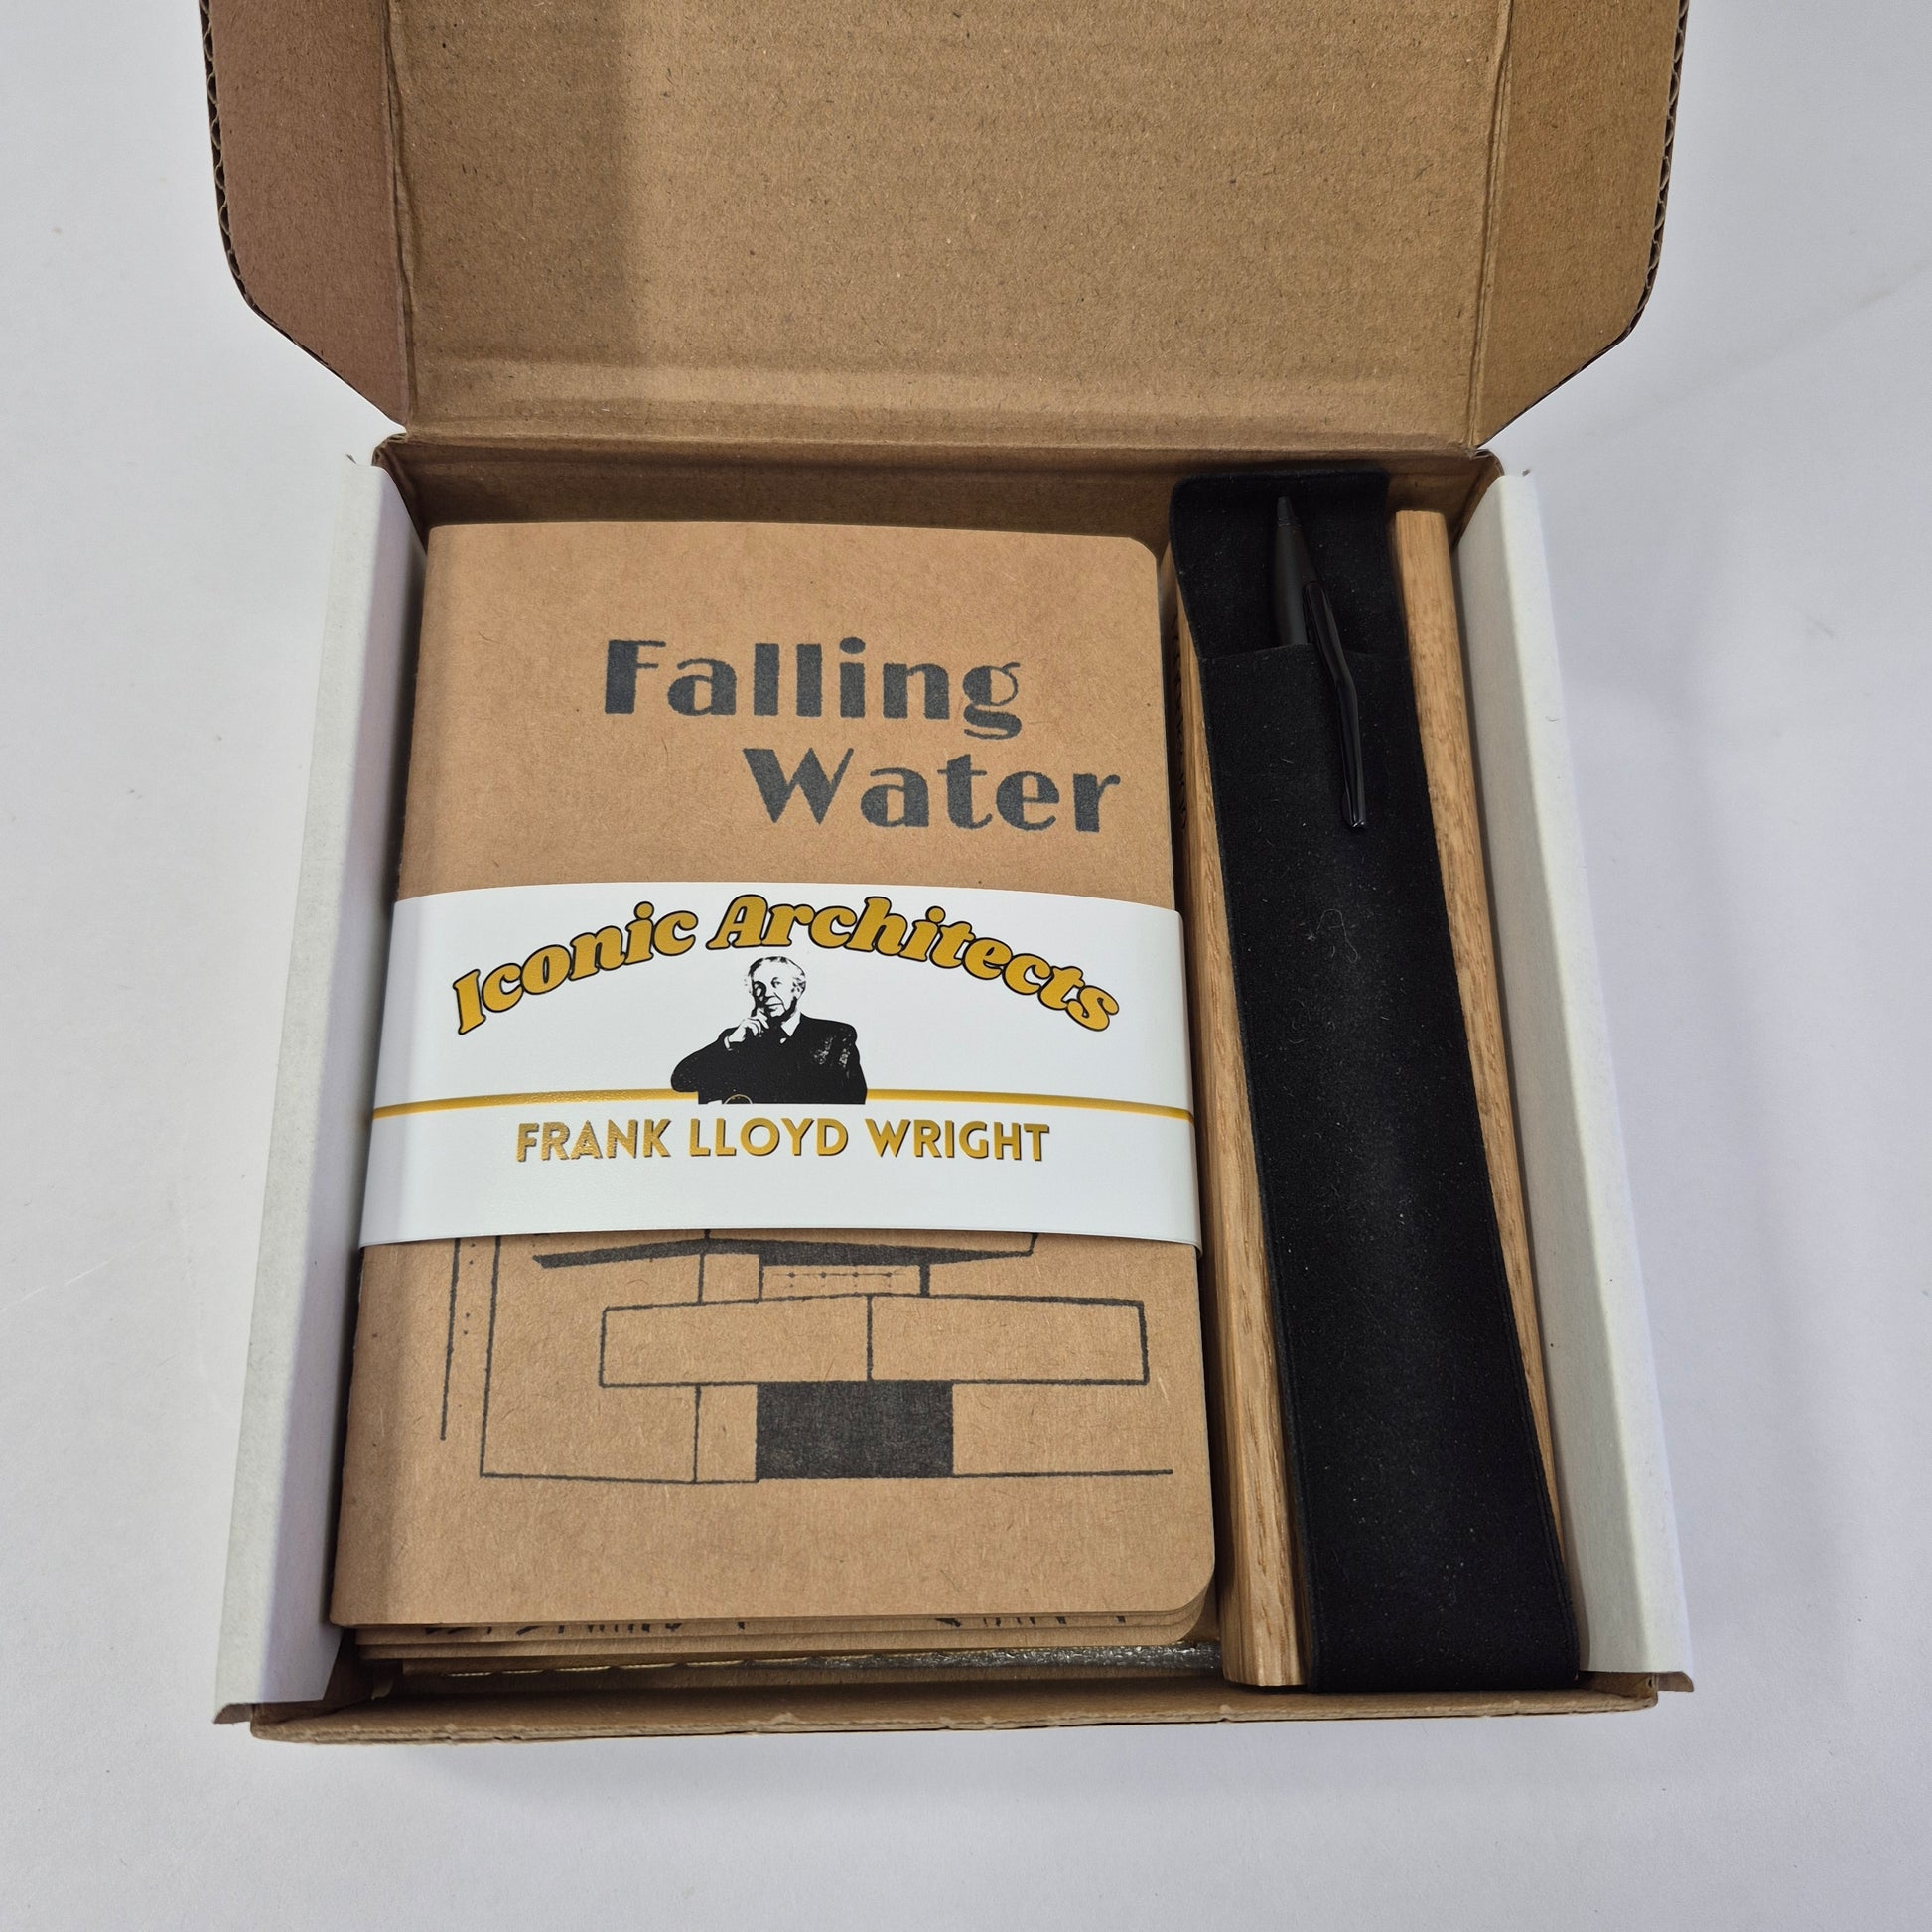 Falling
Water
Iconic Architects
FRANK LLOYD WRIGHT